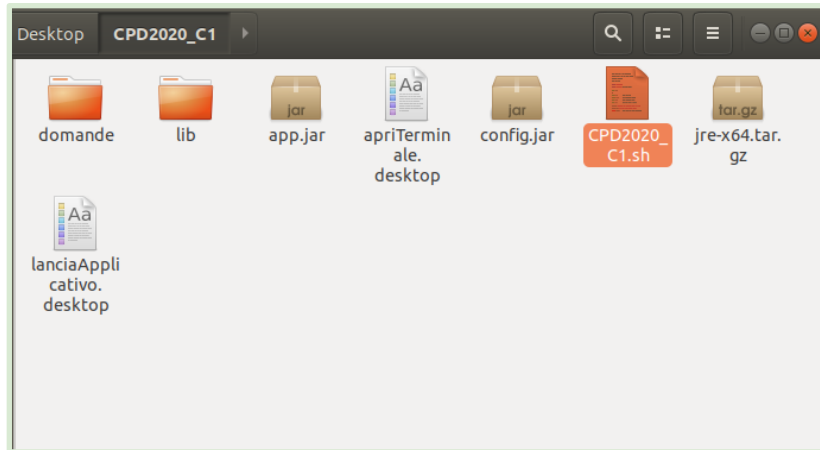 Desktop CPD2020_C1
jar
Aa
jar
tar.gz
domande lib app.jar apriTermin config.jar CPD2020_ jre-x64.tar.
ale. C1.sh gz
desktop
Aa
lanciaAppli
cativo.
desktop